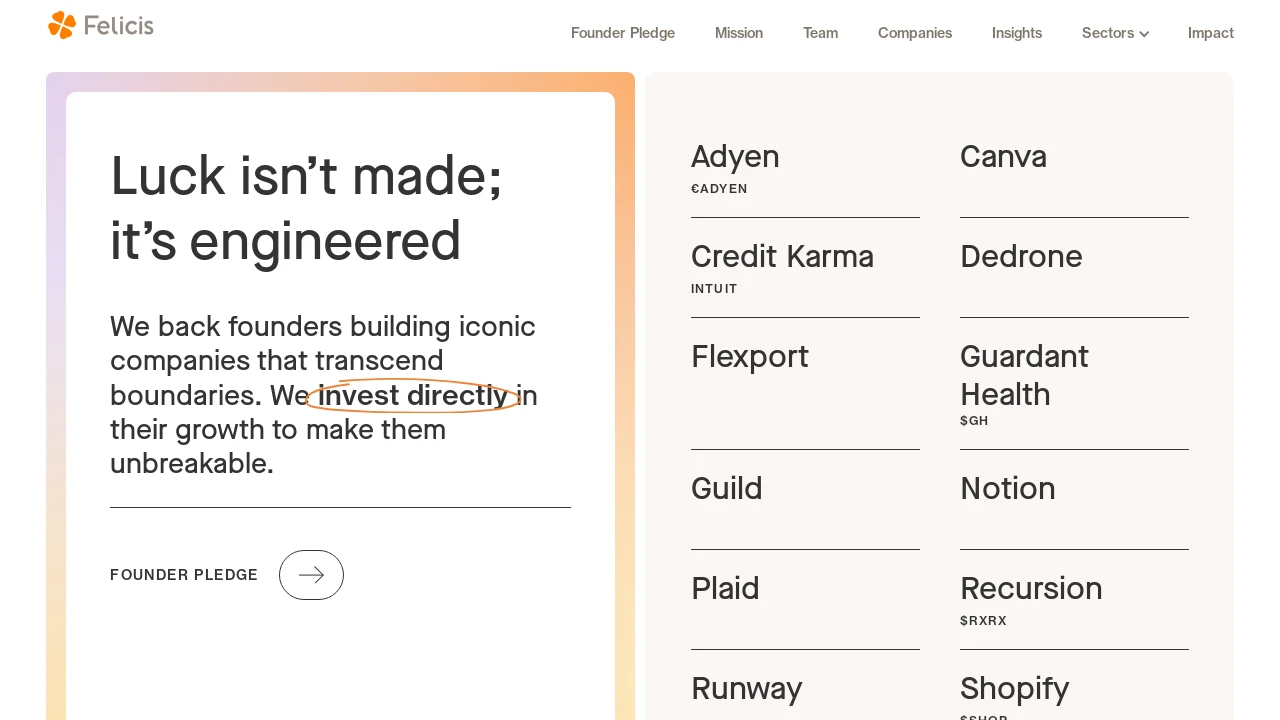 Felicis
Founder Pledge
Mission
Team
Companies
Insights
Sectors
Impact
Luck isn’t made;
it’s engineered
We back founders building iconic
companies that transcend
boundaries. We invest directly in
their growth to make them
unbreakable.
FOUNDER PLEDGE
Adyen
€ADYEN
Canva
Credit Karma
INTUIT
Dedrone
Flexport
Guardant
Health
$GH
Guild
Notion
Plaid
Recursion
$RXRX
Runway
Shopify
$SHOP